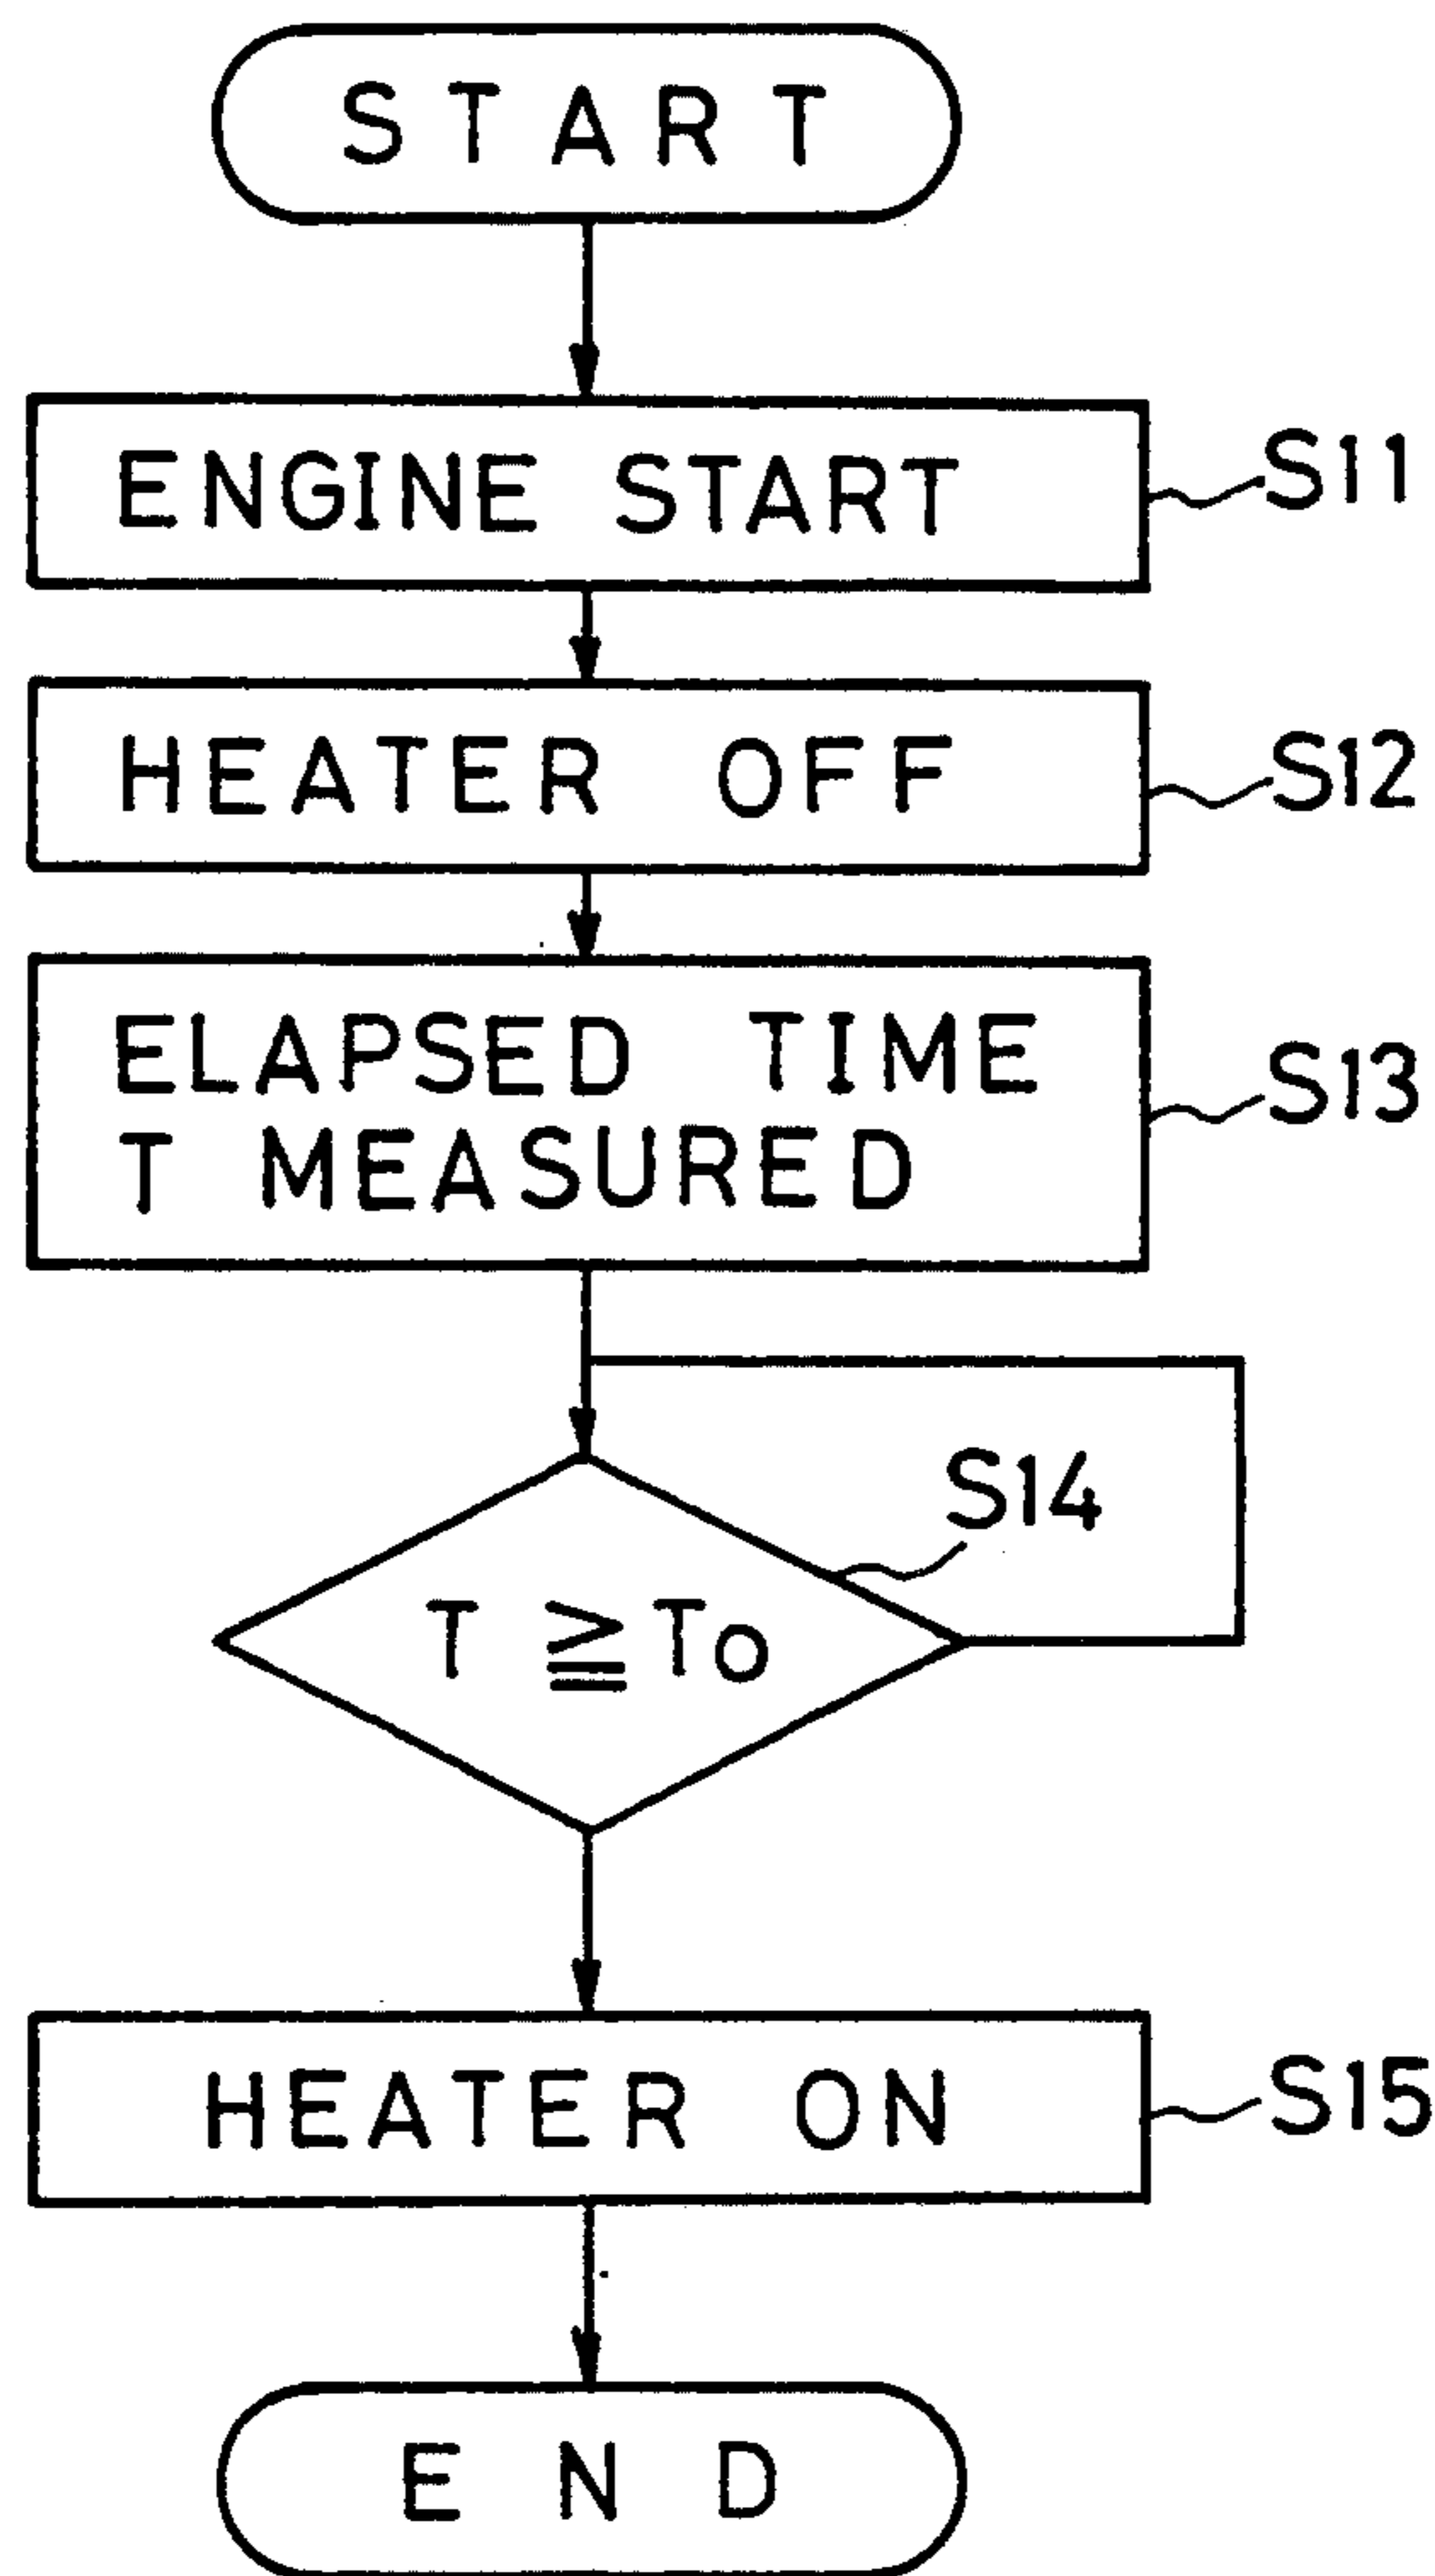 START
ENGINE START
S11
HEATER OFF
S12
ELAPSED TIME
T MEASURED
S13
S14
T ≧ To
HEATER ON
S15
END